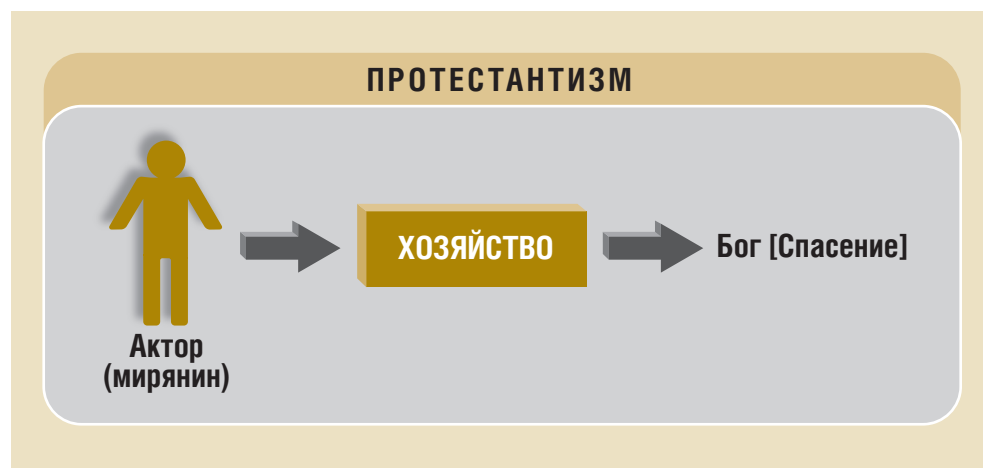 ПРОТЕСТАНТИЗМ
ХОЗЯЙСТВО
Бог [Спасение]
Актор
(мирянин)